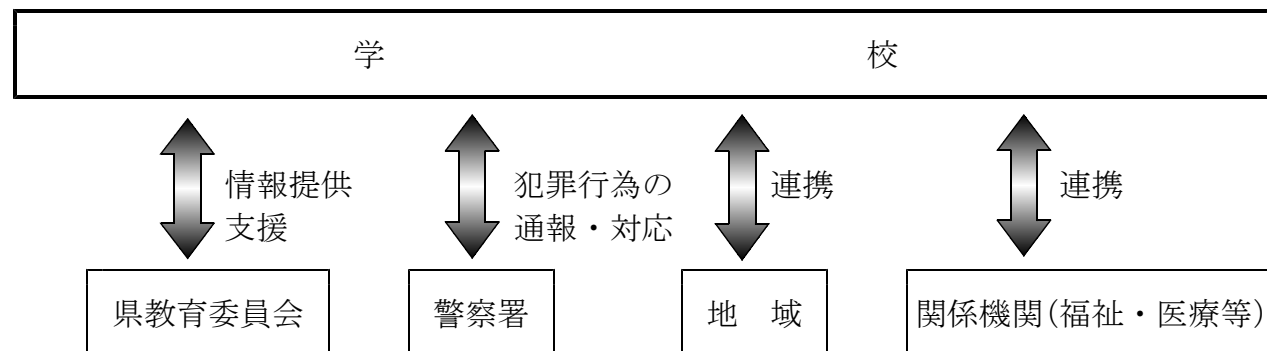 学　　校
情報提供
支援
犯罪行為の
通報・対応
連携
連携
県教育委員会
警察署
地　域
関係機関(福祉・医療等)